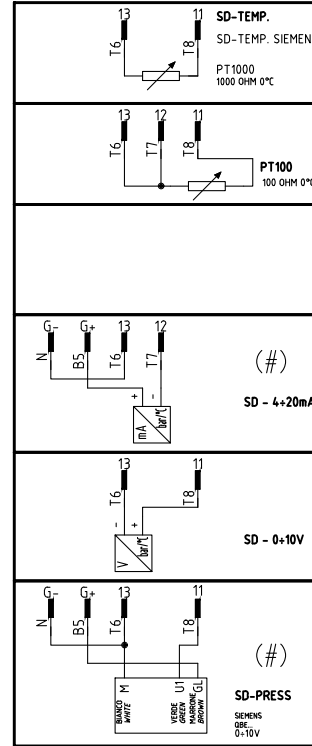 13 11 SD-TEMP.
T6 T8 SD-TEMP. SIEMEN
PT1000
1000 OHM 0°C
13 12 11
T6 T7 T8
PT100
100 OHM 0°C
G- G+ 13 12
N B5 T6 T7 (#)
+ -
mA bar/°C
SD - 4÷20mA
13 11
T6 T8
- +
V bar/°C
SD - 0÷10V
G- G+ 13 11
N B5 T6 T8 (#)
BIANCO WHITE M
VERDE GREEN U1
MARRONE BROWN GL
SD-PRESS
SIEMENS
QBE...
0÷10V